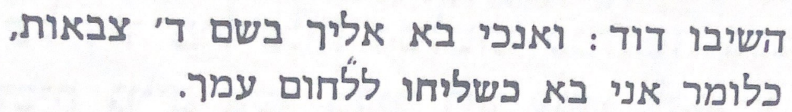 השיבו דוד: ואנכי בא אליך בשם ד׳ צבאות,
כלומר אני בא כשליחו ללחום עמך.